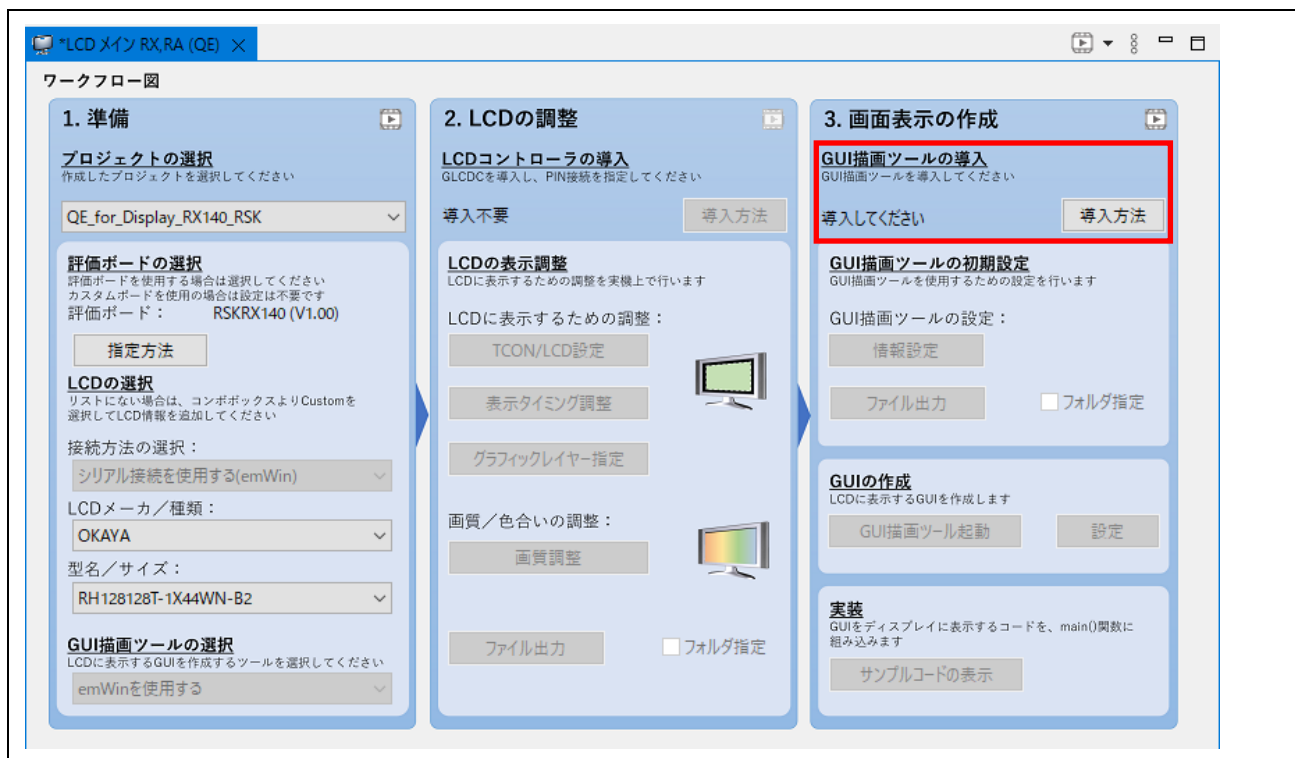 *LCD メイン RX,RA (QE)
ワークフロー図
1. 準備
プロジェクトの選択
作成したプロジェクトを選択してください
QE_for_Display_RX140_RSK
評価ボードの選択
評価ボードを使用する場合は選択してください
カスタムボードを使用の場合は設定は不要です
評価ボード： RSKRX140 (V1.00)
指定方法
LCDの選択
リストにない場合は、コンボボックスよりCustomを
選択してLCD情報を追加してください
接続方法の選択：
シリアル接続を使用する(emWin)
LCDメーカ／種類：
OKAYA
型名／サイズ：
RH128128T-1X44WN-B2
GUI描画ツールの選択
LCDに表示するGUIを作成するツールを選択してください
emWinを使用する
2. LCDの調整
LCDコントローラの導入
GLCDCを導入し、PIN接続を指定してください
導入不要 導入方法
LCDの表示調整
LCDに表示するための調整を実機上で行います
LCDに表示するための調整：
TCON/LCD設定
表示タイミング調整
グラフィックレイヤー指定
画質／色合いの調整：
画質調整
ファイル出力 フォルダ指定
3. 画面表示の作成
GUI描画ツールの導入
GUI描画ツールを導入してください
導入してください 導入方法
GUI描画ツールの初期設定
GUI描画ツールを使用するための設定を行います
GUI描画ツールの設定：
情報設定
ファイル出力 フォルダ指定
GUIの作成
LCDに表示するGUIを作成します
GUI描画ツール起動 設定
実装
GUIをディスプレイに表示するコードを、main()関数に
組み込みます
サンプルコードの表示